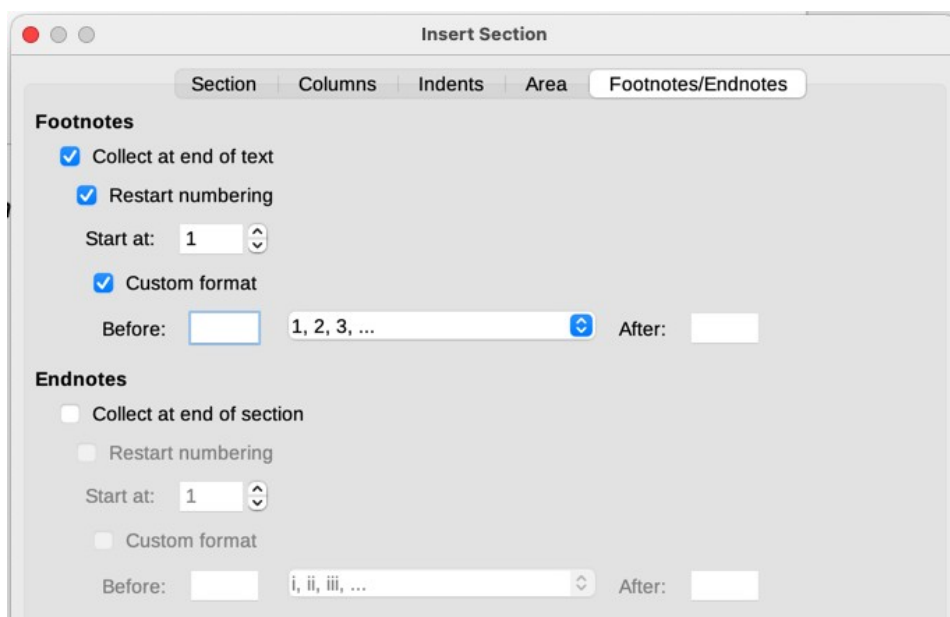 Insert Section
Section Columns Indents Area Footnotes/Endnotes
Footnotes
Collect at end of text
Restart numbering
Start at: 1
Custom format
Before: 1, 2, 3, ... After:
Endnotes
Collect at end of section
Restart numbering
Start at: 1
Custom format
Before: i, ii, iii, ... After: